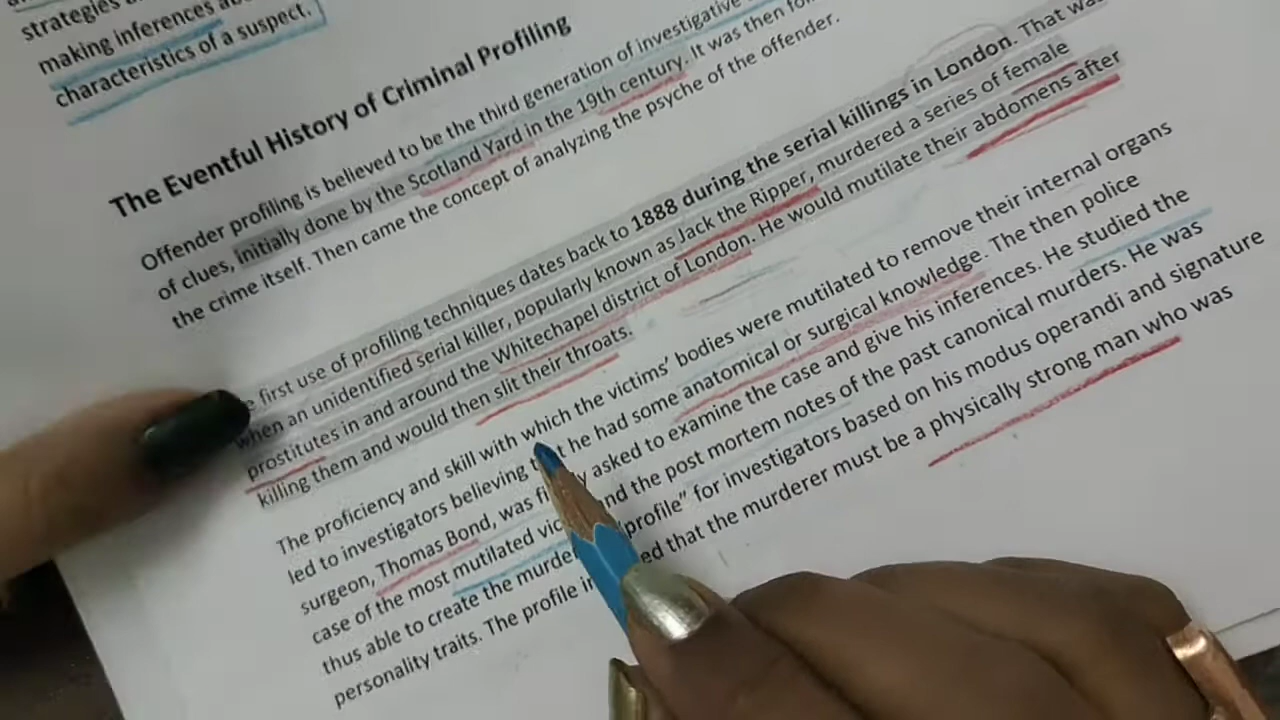 strategies
making inferences
characteristics of a suspect.
The Eventful History of Criminal Profiling
Offender profiling is believed to be the third generation of investigative
of clues, initially done by the Scotland Yard in the 19th century. It was then
the crime itself. Then came the concept of analyzing the psyche of the offender.
first use of profiling techniques dates back to 1888 during the serial killings in London. That
when an unidentified serial killer, popularly known as Jack the Ripper, murdered a series of female
prostitutes in and around the Whitechapel district of London. He would mutilate their abdomens after
killing them and would then slit their throats.
The proficiency and skill with which the victims' bodies were mutilated to remove their internal organs
led to investigators believing he had some anatomical or surgical knowledge. The then police
surgeon, Thomas Bond, was asked to examine the case and give his inferences. He studied the
case of the most mutilated and the post mortem notes of the past canonical murders. He was
thus able to create the "profile" for investigators based on his modus operandi and signature
personality traits. The profile that the murderer must be a physically strong man who was